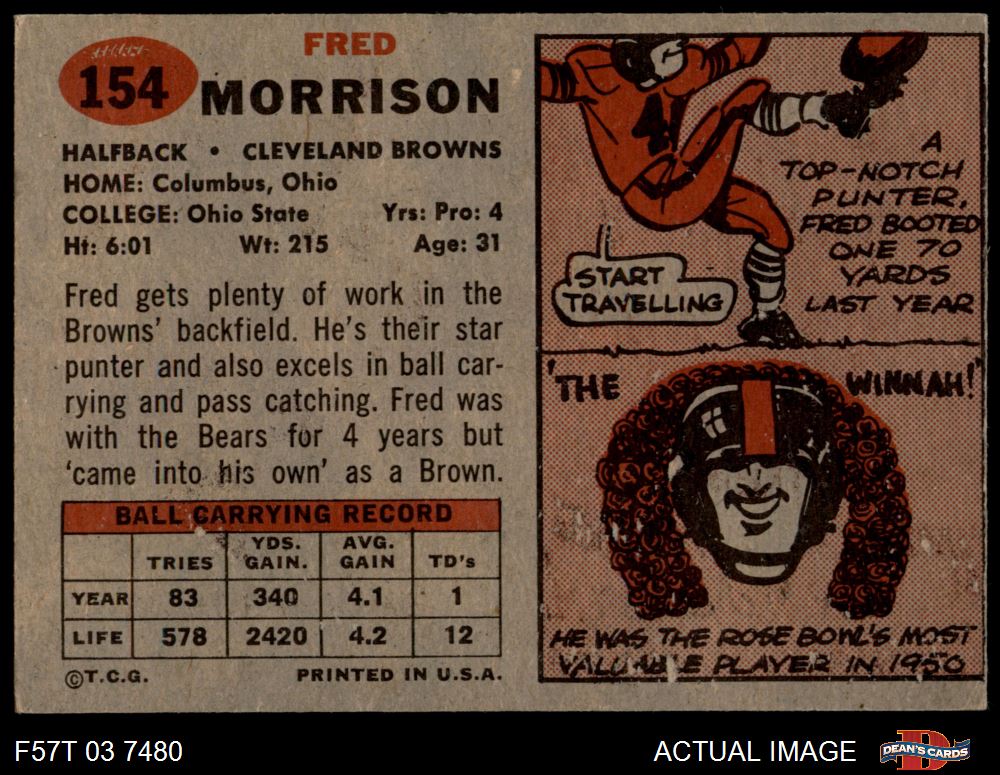 154
FRED
MORRISON
HALFBACK • CLEVELAND BROWNS
HOME: Columbus, Ohio
COLLEGE: Ohio State Yrs: Pro: 4
Ht: 6:01 Wt: 215 Age: 31
Fred gets plenty of work in the
Browns' backfield. He's their star
punter and also excels in ball car-
rying and pass catching. Fred was
with the Bears for 4 years but
'came into his own' as a Brown.
BALL CARRYING RECORD
TRIES YDS. GAIN. AVG. GAIN TD's
YEAR 83 340 4.1 1
LIFE 578 2420 4.2 12
©T.C.G. PRINTED IN U.S.A.
4
A
TOP-NOTCH
PUNTER,
FRED BOOTED
ONE 70
YARDS
LAST YEAR
START
TRAVELLING
'THE WINNAH!'
HE WAS THE ROSE BOWL'S MOST
VALUABLE PLAYER IN 1950
F57T 03 7480
ACTUAL IMAGE
D
DEAN'S CARDS